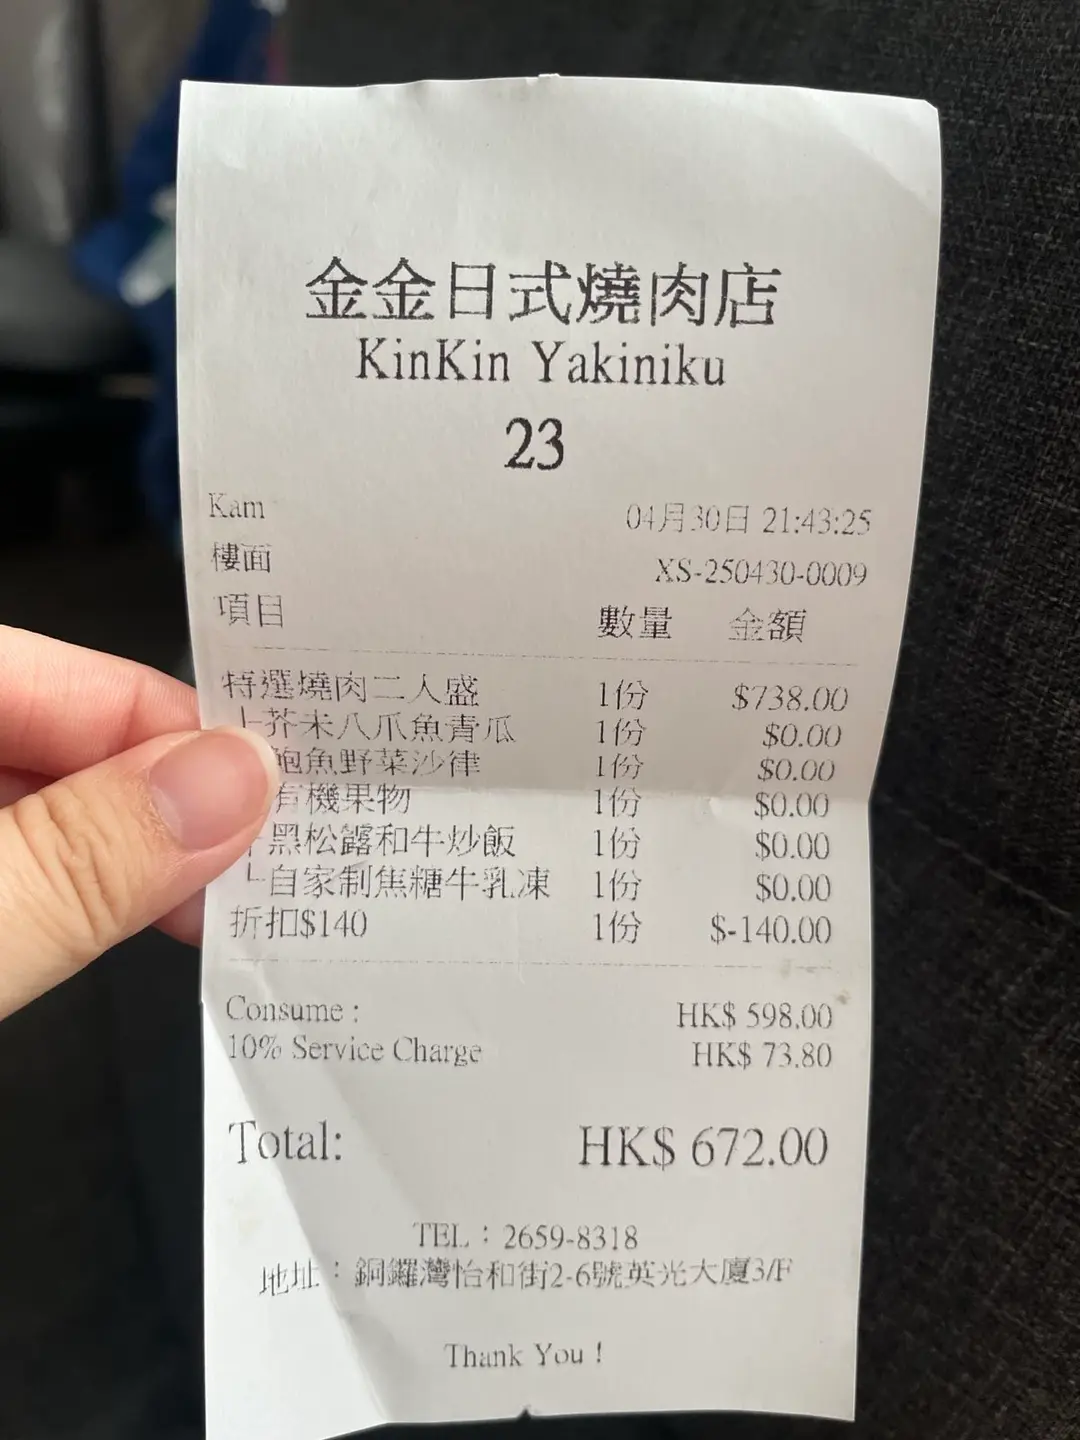 金金日式燒肉店
KinKin Yakiniku
23
Kam 04月30日 21:43:25
樓面 XS-250430-0009
項目 數量 金額
特選燒肉二人盛 1份 $738.00
├芥末八爪魚青瓜 1份 $0.00
鮑魚野菜沙律 1份 $0.00
有機果物 1份 $0.00
├黑松露和牛炒飯 1份 $0.00
└自家制焦糖牛乳凍 1份 $0.00
折扣$140 1份 $-140.00
Consume : HK$ 598.00
10% Service Charge HK$ 73.80
Total: HK$ 672.00
TEL：2659-8318
地址：銅鑼灣怡和街2-6號英光大廈3/F
Thank You !